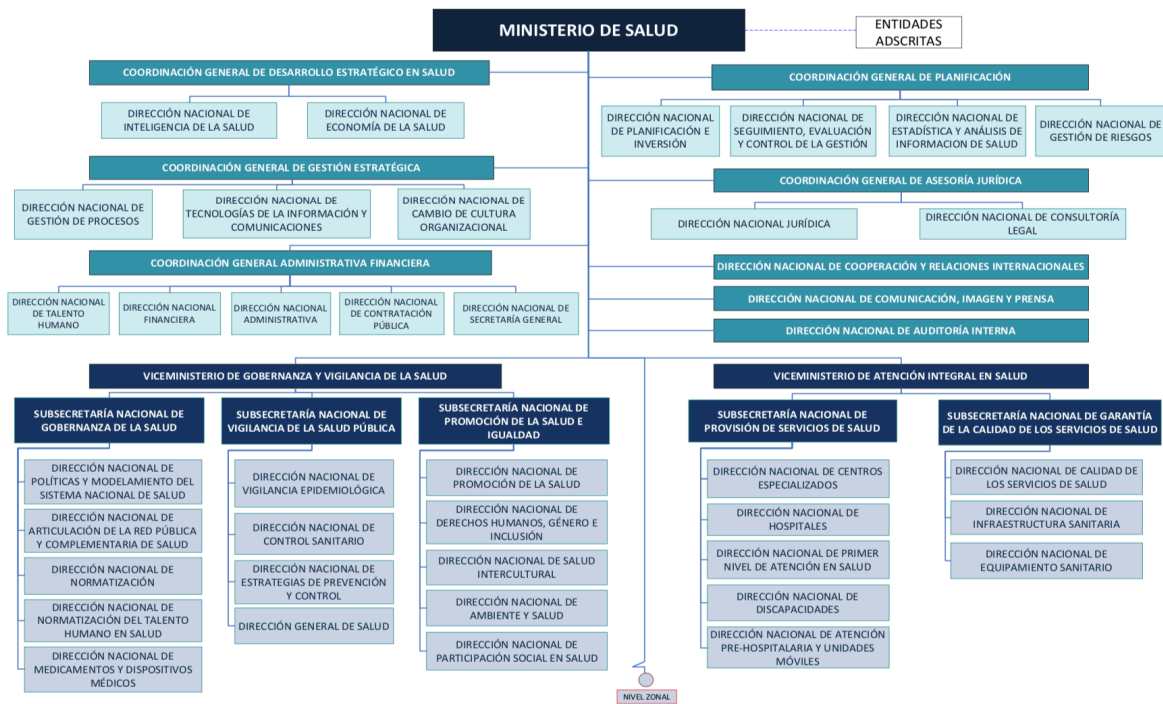 MINISTERIO DE SALUD
ENTIDADES
ADSCRITAS
COORDINACIÓN GENERAL DE DESARROLLO ESTRATÉGICO EN SALUD
DIRECCIÓN NACIONAL DE
INTELIGENCIA DE LA SALUD
DIRECCIÓN NACIONAL DE
ECONOMÍA DE LA SALUD
COORDINACIÓN GENERAL DE PLANIFICACIÓN
DIRECCIÓN NACIONAL
DE PLANIFICACIÓN E
INVERSIÓN
DIRECCIÓN NACIONAL DE
SEGUIMIENTO, EVALUACIÓN
Y CONTROL DE LA GESTIÓN
DIRECCIÓN NACIONAL DE
ESTADÍSTICA Y ANÁLISIS DE
INFORMACION DE SALUD
DIRECCIÓN NACIONAL DE
GESTIÓN DE RIESGOS
COORDINACIÓN GENERAL DE GESTIÓN ESTRATÉGICA
DIRECCIÓN NACIONAL DE
GESTIÓN DE PROCESOS
DIRECCIÓN NACIONAL DE
TECNOLOGÍAS DE LA INFORMACIÓN Y
COMUNICACIONES
DIRECCIÓN NACIONAL DE
CAMBIO DE CULTURA
ORGANIZACIONAL
COORDINACIÓN GENERAL DE ASESORÍA JURÍDICA
DIRECCIÓN NACIONAL JURÍDICA
DIRECCIÓN NACIONAL DE CONSULTORÍA
LEGAL
COORDINACIÓN GENERAL ADMINISTRATIVA FINANCIERA
DIRECCIÓN NACIONAL
DE TALENTO
HUMANO
DIRECCIÓN NACIONAL
FINANCIERA
DIRECCIÓN NACIONAL
ADMINISTRATIVA
DIRECCIÓN NACIONAL
DE CONTRATACIÓN
PÚBLICA
DIRECCIÓN NACIONAL DE
SECRETARÍA GENERAL
DIRECCIÓN NACIONAL DE COOPERACIÓN Y RELACIONES INTERNACIONALES
DIRECCIÓN NACIONAL DE COMUNICACIÓN, IMAGEN Y PRENSA
DIRECCIÓN NACIONAL DE AUDITORÍA INTERNA
VICEMINISTERIO DE GOBERNANZA Y VIGILANCIA DE LA SALUD
SUBSECRETARÍA NACIONAL DE
GOBERNANZA DE LA SALUD
DIRECCIÓN NACIONAL DE
POLÍTICAS Y MODELAMIENTO DEL
SISTEMA NACIONAL DE SALUD
DIRECCIÓN NACIONAL DE
ARTICULACIÓN DE LA RED PÚBLICA
Y COMPLEMENTARIA DE SALUD
DIRECCIÓN NACIONAL DE
NORMATIZACIÓN
DIRECCIÓN NACIONAL DE
NORMATIZACIÓN DEL TALENTO
HUMANO EN SALUD
DIRECCIÓN NACIONAL DE
MEDICAMENTOS Y DISPOSITIVOS
MÉDICOS
SUBSECRETARÍA NACIONAL DE
VIGILANCIA DE LA SALUD PÚBLICA
DIRECCIÓN NACIONAL DE
VIGILANCIA EPIDEMIOLÓGICA
DIRECCIÓN NACIONAL DE
CONTROL SANITARIO
DIRECCIÓN NACIONAL DE
ESTRATEGIAS DE PREVENCIÓN
Y CONTROL
DIRECCIÓN GENERAL DE SALUD
SUBSECRETARÍA NACIONAL DE
PROMOCIÓN DE LA SALUD E
IGUALDAD
DIRECCIÓN NACIONAL DE
PROMOCIÓN DE LA SALUD
DIRECCIÓN NACIONAL DE
DERECHOS HUMANOS, GÉNERO E
INCLUSIÓN
DIRECCIÓN NACIONAL DE SALUD
INTERCULTURAL
DIRECCIÓN NACIONAL DE
AMBIENTE Y SALUD
DIRECCIÓN NACIONAL DE
PARTICIPACIÓN SOCIAL EN SALUD
VICEMINISTERIO DE ATENCIÓN INTEGRAL EN SALUD
SUBSECRETARÍA NACIONAL DE
PROVISIÓN DE SERVICIOS DE SALUD
DIRECCIÓN NACIONAL DE CENTROS
ESPECIALIZADOS
DIRECCIÓN NACIONAL DE
HOSPITALES
DIRECCIÓN NACIONAL DE PRIMER
NIVEL DE ATENCIÓN EN SALUD
DIRECCIÓN NACIONAL DE
DISCAPACIDADES
DIRECCIÓN NACIONAL DE ATENCIÓN
PRE-HOSPITALARIA Y UNIDADES
MÓVILES
SUBSECRETARÍA NACIONAL DE GARANTÍA
DE LA CALIDAD DE LOS SERVICIOS DE SALUD
DIRECCIÓN NACIONAL DE CALIDAD DE
LOS SERVICIOS DE SALUD
DIRECCIÓN NACIONAL DE
INFRAESTRUCTURA SANITARIA
DIRECCIÓN NACIONAL DE
EQUIPAMIENTO SANITARIO
NIVEL ZONAL